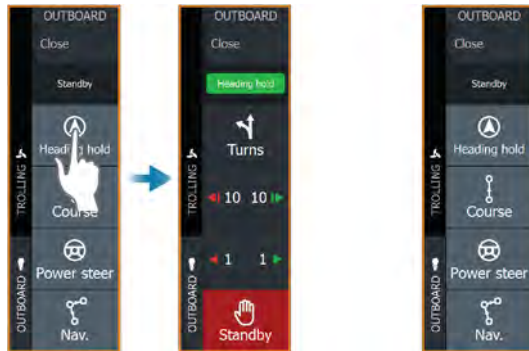 OUTBOARD
Close
Standby
Heading hold
Course
Power steer
Nav.
TROLLING
OUTBOARD
OUTBOARD
Close
Heading hold
Turns
10 10
1 1
Standby
TROLLING
OUTBOARD
OUTBOARD
Close
Standby
Heading hold
Course
Power steer
Nav.
TROLLING
OUTBOARD